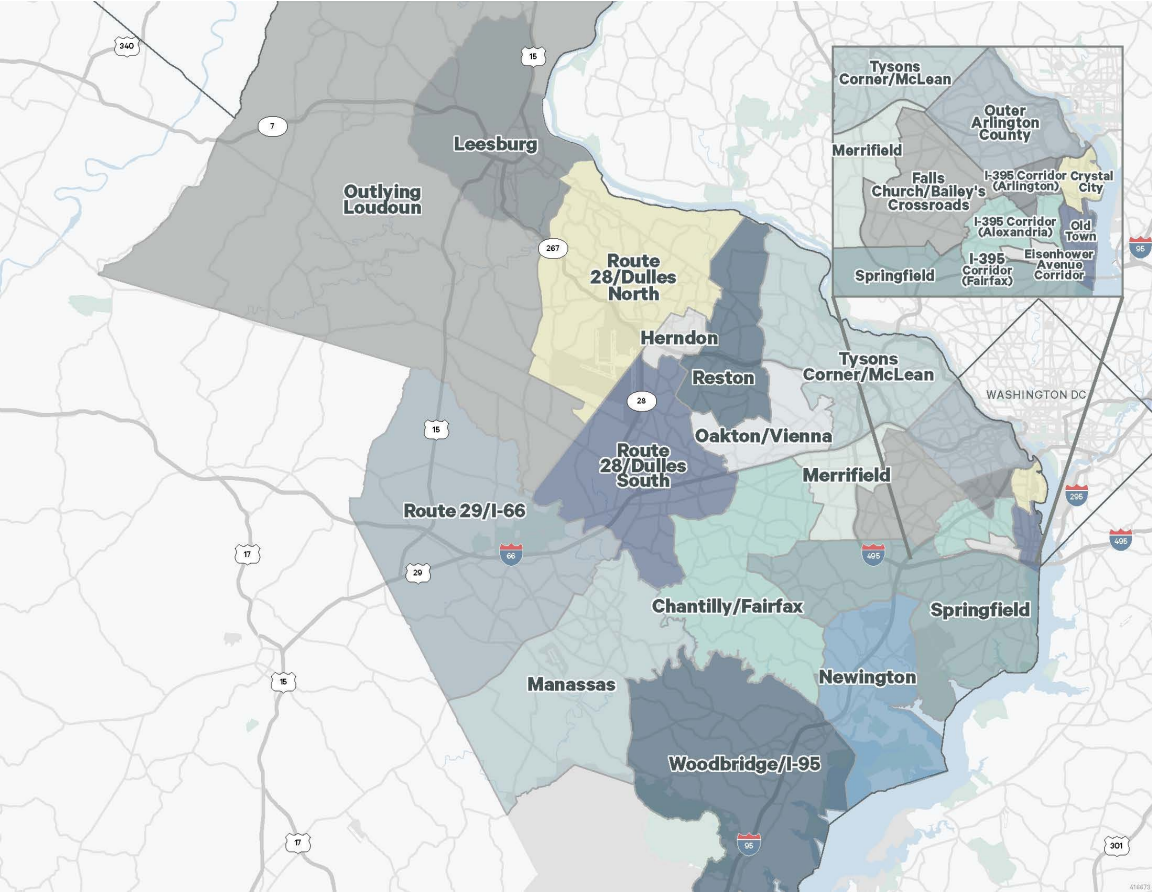 340
15
7
Leesburg
Outlying
Loudoun
267
Route
28/Dulles
North
Herndon
Reston
28
Tysons
Corner/McLean
Oakton/Vienna
Route
28/Dulles
South
Merrifield
15
Route 29/I-66
66
29
17
495
Chantilly/Fairfax
Springfield
Newington
Manassas
15
Woodbridge/I-95
17
95
WASHINGTON DC
295
495
301
95
Tysons
Corner/McLean
Outer
Arlington
County
Merrifield
Falls
Church/Bailey's
Crossroads
I-395 Corridor
(Arlington)
Crystal
City
I-395 Corridor
(Alexandria)
Old
Town
Eisenhower
Avenue
Corridor
I-395
Corridor
(Fairfax)
Springfield